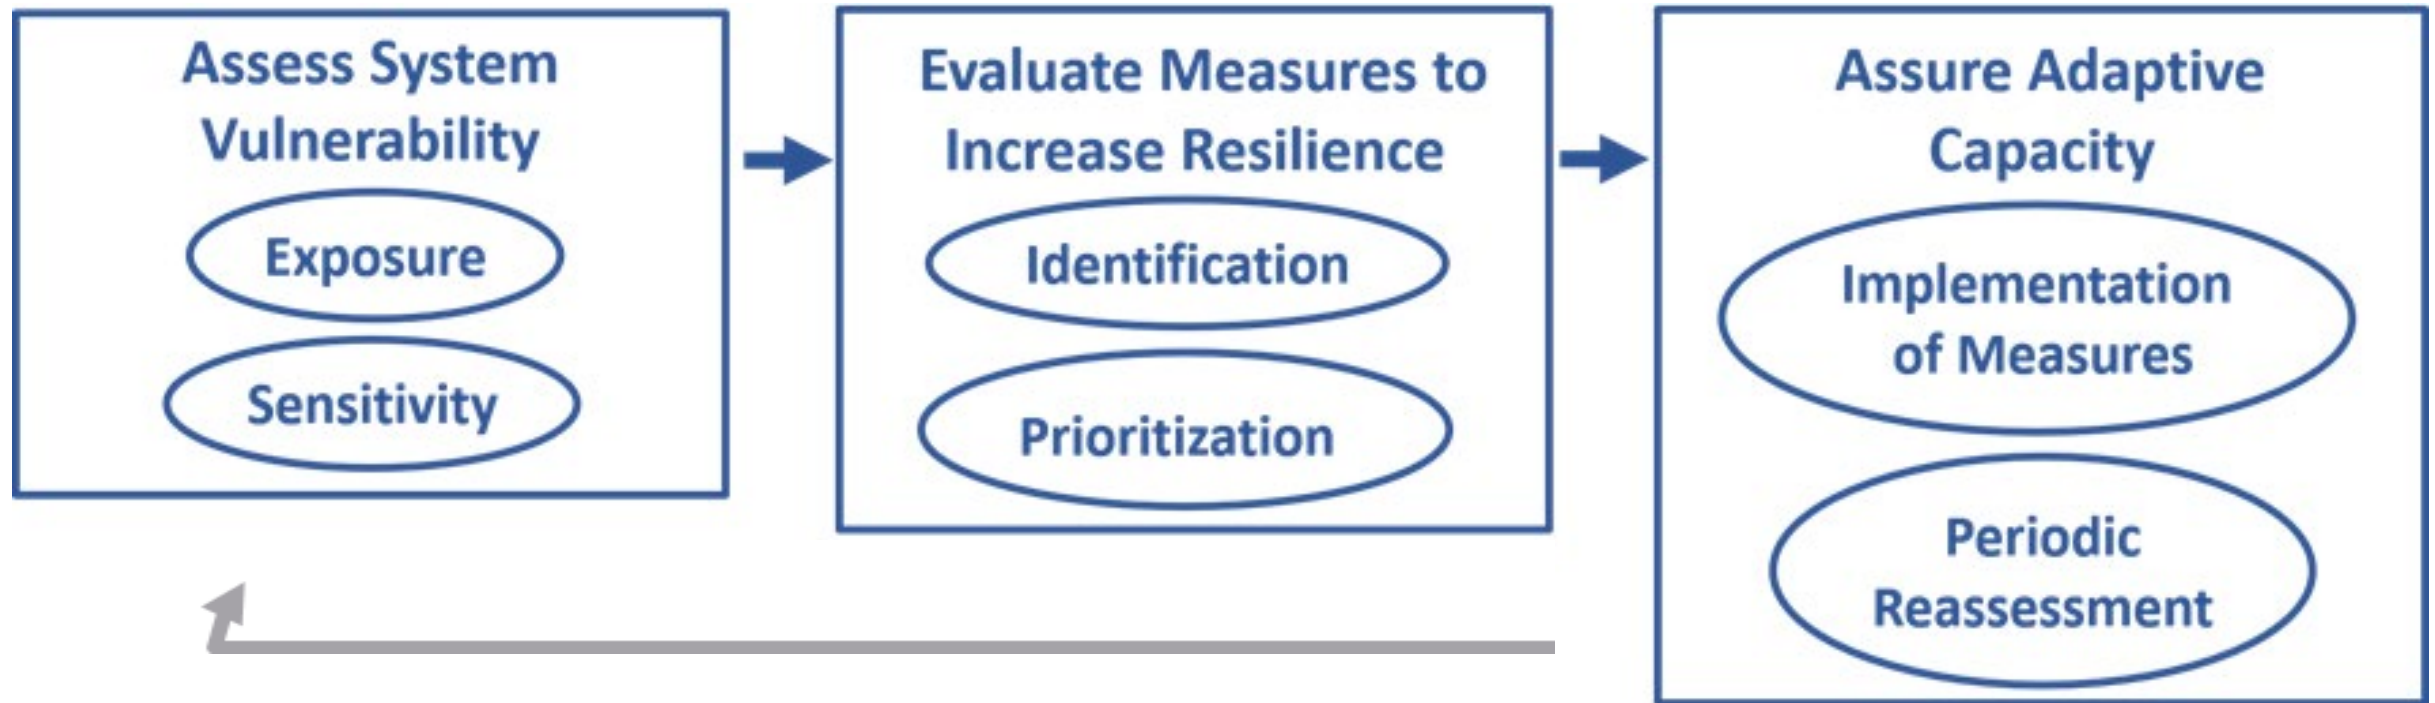 Assess System
Vulnerability
Exposure
Sensitivity
Evaluate Measures to
Increase Resilience
Identification
Prioritization
Assure Adaptive
Capacity
Implementation
of Measures
Periodic
Reassessment